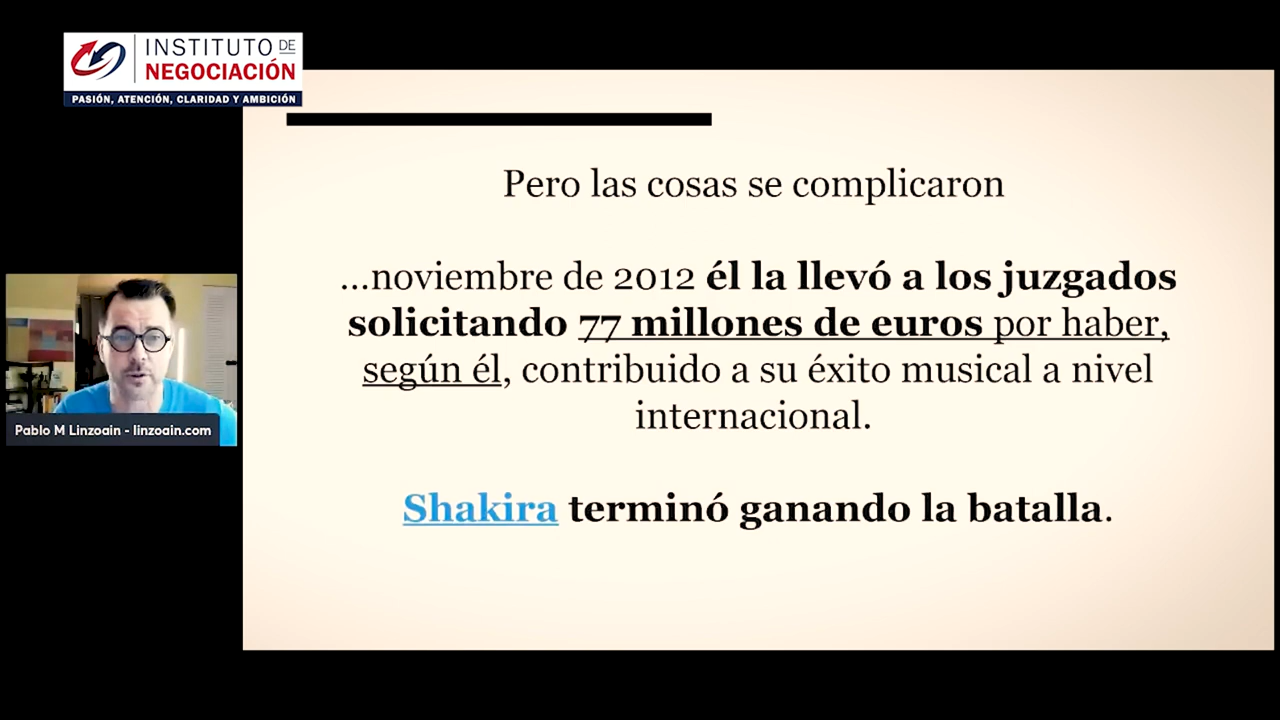 INSTITUTO DE
NEGOCIACIÓN
PASIÓN, ATENCIÓN, CLARIDAD Y AMBICIÓN
Pero las cosas se complicaron
...noviembre de 2012 él la llevó a los juzgados
solicitando 77 millones de euros por haber,
según él, contribuido a su éxito musical a nivel
internacional.
Shakira terminó ganando la batalla.
Pablo M Linzoain - linzoain.com